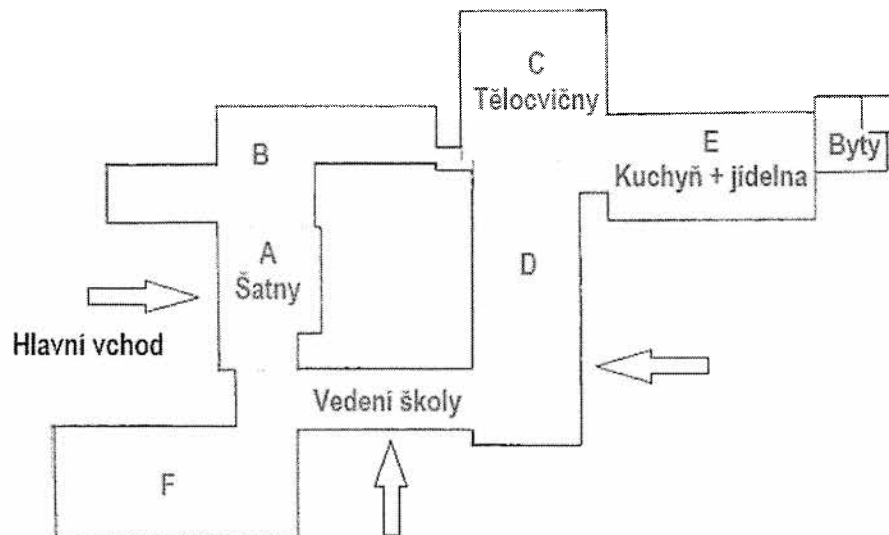 C
Tělocvičny
B
E
Kuchyň + jídelna
Byty
A
Šatny
D
Hlavní vchod
Vedení školy
F